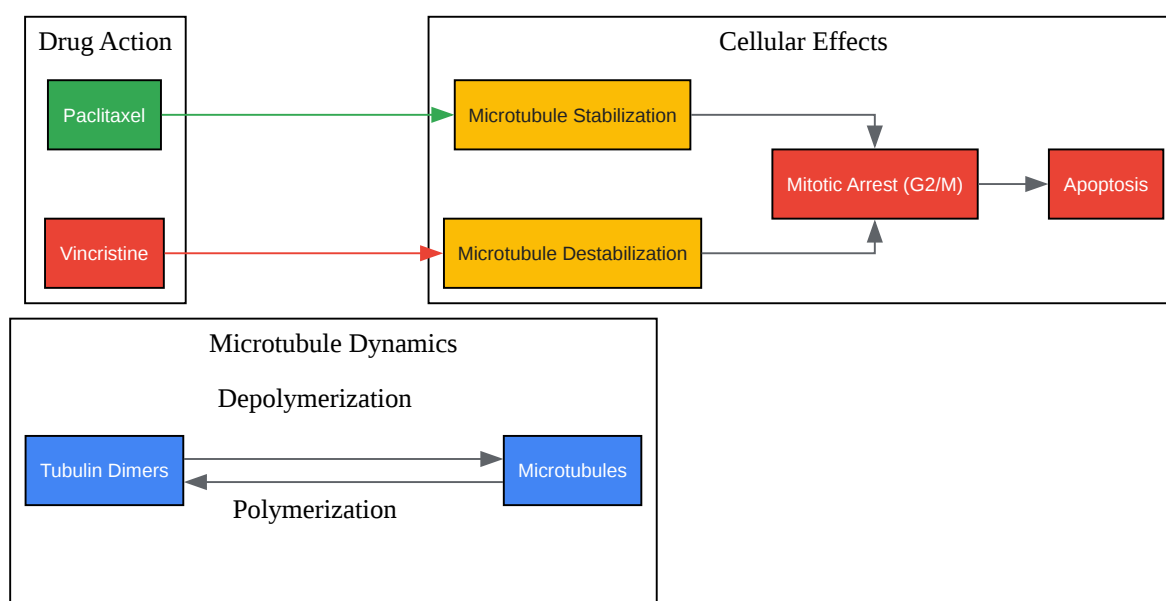 Drug Action
Paclitaxel
Vincristine
Cellular Effects
Microtubule Stabilization
Microtubule Destabilization
Mitotic Arrest (G2/M)
Apoptosis
Microtubule Dynamics
Depolymerization
Tubulin Dimers
Microtubules
Polymerization